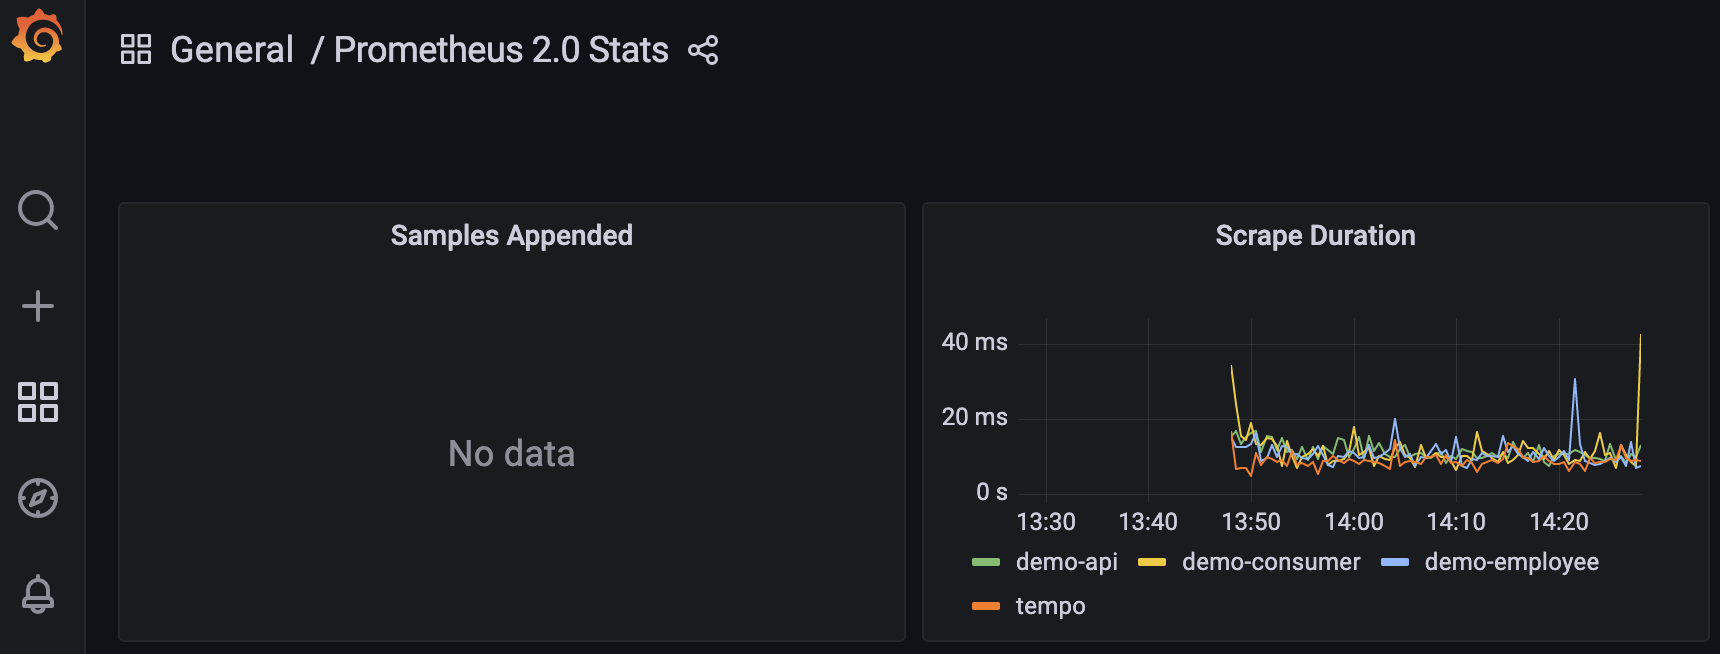 General / Prometheus 2.0 Stats
Samples Appended
No data
Scrape Duration
40 ms
20 ms
0 s
13:30 13:40 13:50 14:00 14:10 14:20
demo-api demo-consumer demo-employee
tempo